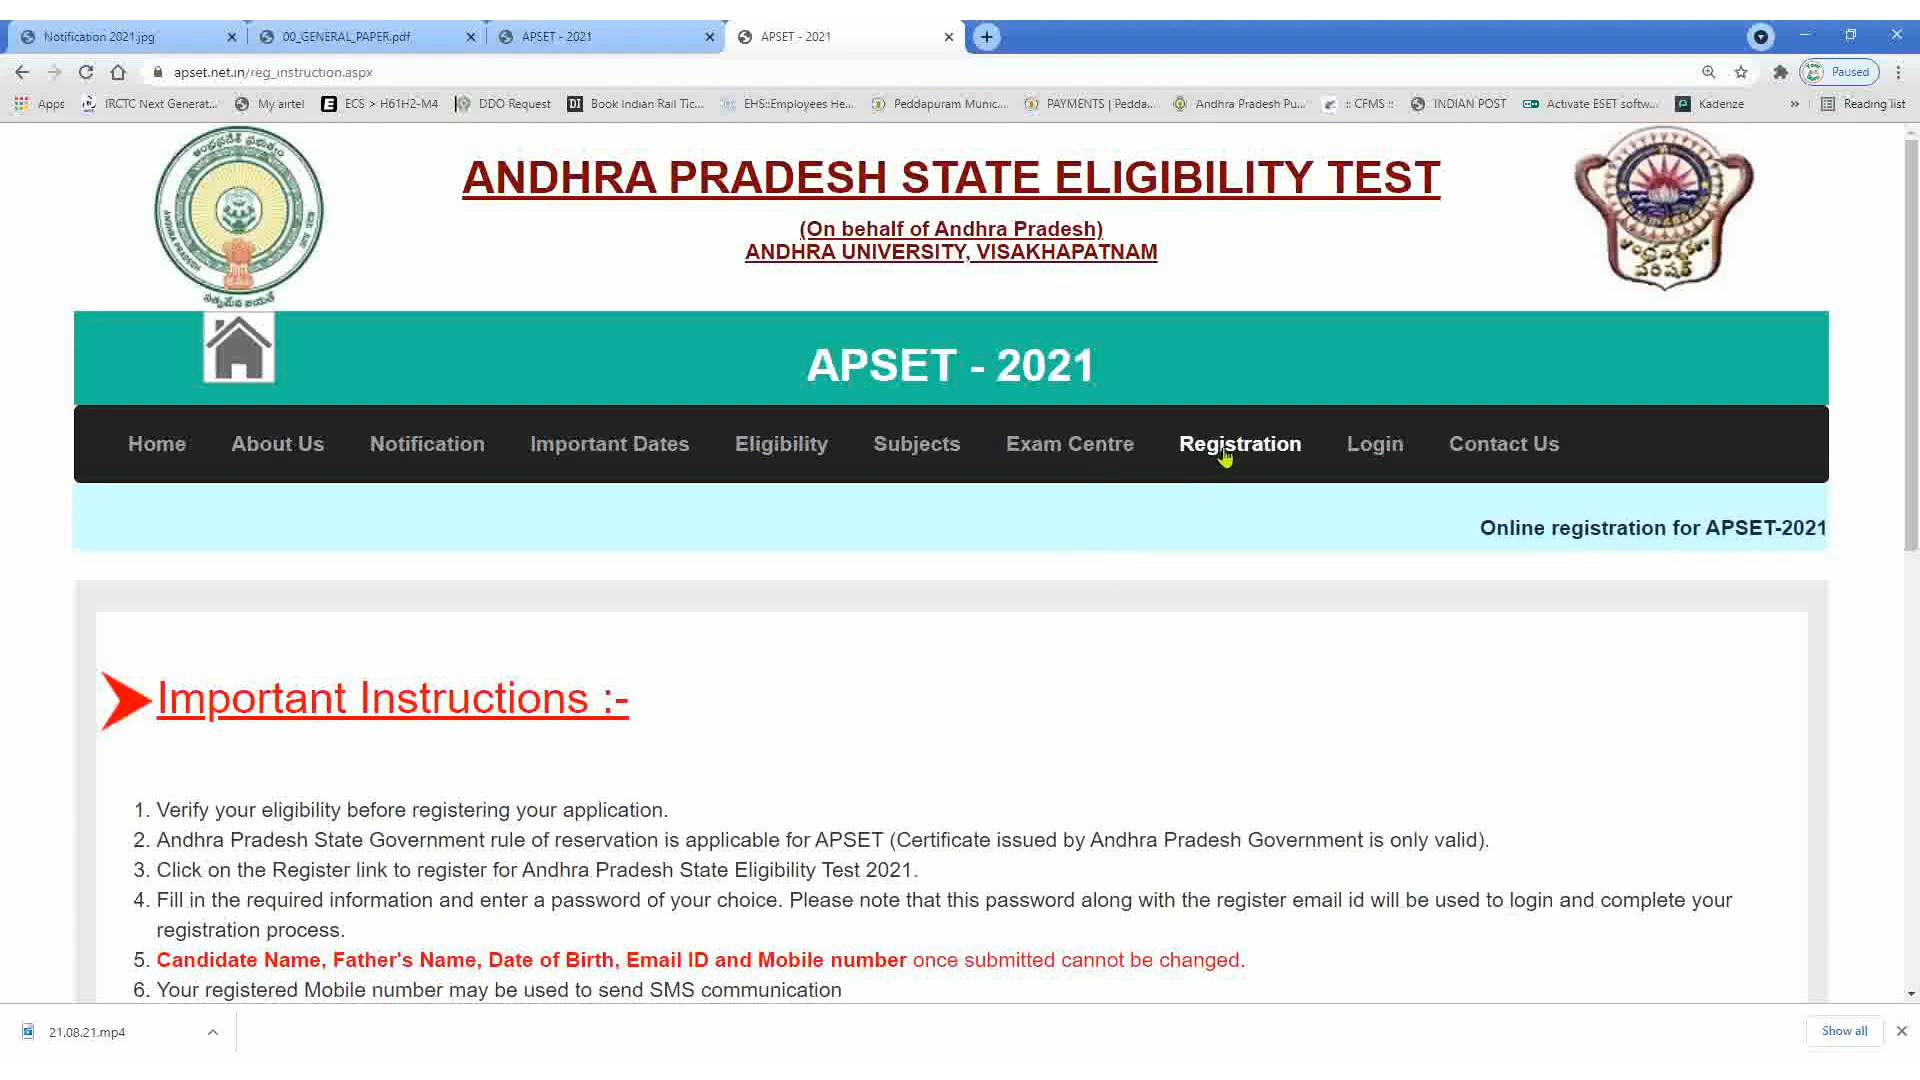 Notification 2021.jpg
00_GENERAL_PAPER.pdf
APSET - 2021
APSET - 2021
apset.net.in/reg_instruction.aspx
Paused
Apps
IRCTC Next Generat...
My airtel
ECS > H61H2-M4
DDO Request
Book Indian Rail Tic...
EHS::Employees He...
Peddapuram Munic...
PAYMENTS | Pedda...
Andhra Pradesh Pu...
:: CFMS ::
INDIAN POST
Activate ESET softw...
Kadenze
»
Reading list
ANDHRA PRADESH STATE ELIGIBILITY TEST
(On behalf of Andhra Pradesh)
ANDHRA UNIVERSITY, VISAKHAPATNAM
ANDHRA PRADESH
సత్యమేవ జయతే
APSET - 2021
Home
About Us
Notification
Important Dates
Eligibility
Subjects
Exam Centre
Registration
Login
Contact Us
Online registration for APSET-2021
Important Instructions :-
1. Verify your eligibility before registering your application.
2. Andhra Pradesh State Government rule of reservation is applicable for APSET (Certificate issued by Andhra Pradesh Government is only valid).
3. Click on the Register link to register for Andhra Pradesh State Eligibility Test 2021.
4. Fill in the required information and enter a password of your choice. Please note that this password along with the register email id will be used to login and complete your
registration process.
5. Candidate Name, Father's Name, Date of Birth, Email ID and Mobile number once submitted cannot be changed.
6. Your registered Mobile number may be used to send SMS communication
21.08.21.mp4
Show all